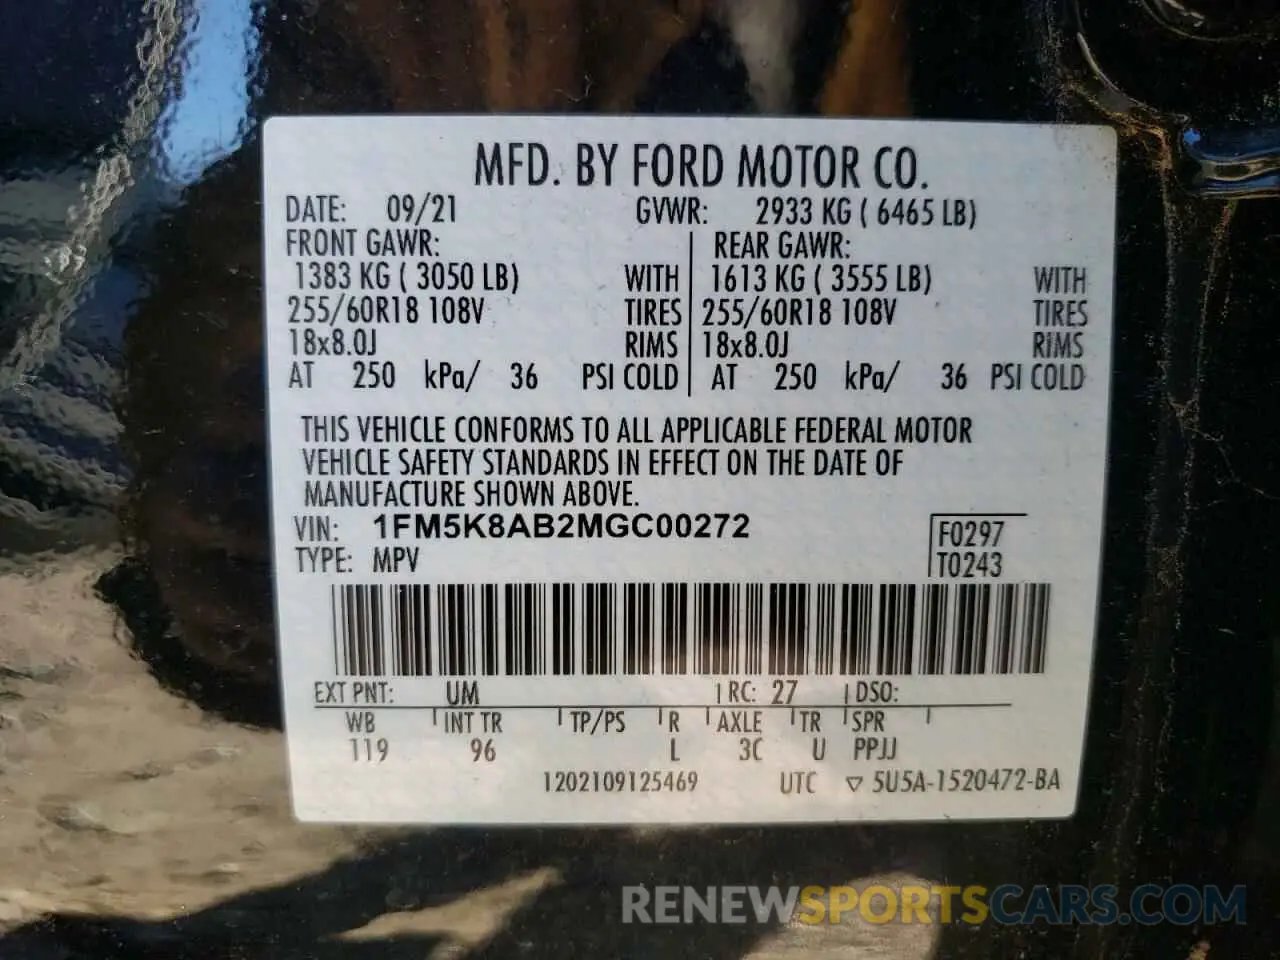 MFD. BY FORD MOTOR CO.
DATE: 09/21 GVWR: 2933 KG ( 6465 LB)
FRONT GAWR: REAR GAWR:
1383 KG ( 3050 LB) WITH 1613 KG ( 3555 LB) WITH
255/60R18 108V TIRES 255/60R18 108V TIRES
18x8.0J RIMS 18x8.0J RIMS
AT 250 kPa/ 36 PSI COLD AT 250 kPa/ 36 PSI COLD
THIS VEHICLE CONFORMS TO ALL APPLICABLE FEDERAL MOTOR
VEHICLE SAFETY STANDARDS IN EFFECT ON THE DATE OF
MANUFACTURE SHOWN ABOVE.
VIN: 1FM5K8AB2MGC00272 F0297
TYPE: MPV T0243
EXT PNT: UM RC: 27 DSO:
WB INT TR TP/PS R AXLE TR SPR
119 96 L 3C U PPJJ
1202109125469 UTC ▽ 5U5A-1520472-BA
RENEWSPORTSCARS.COM